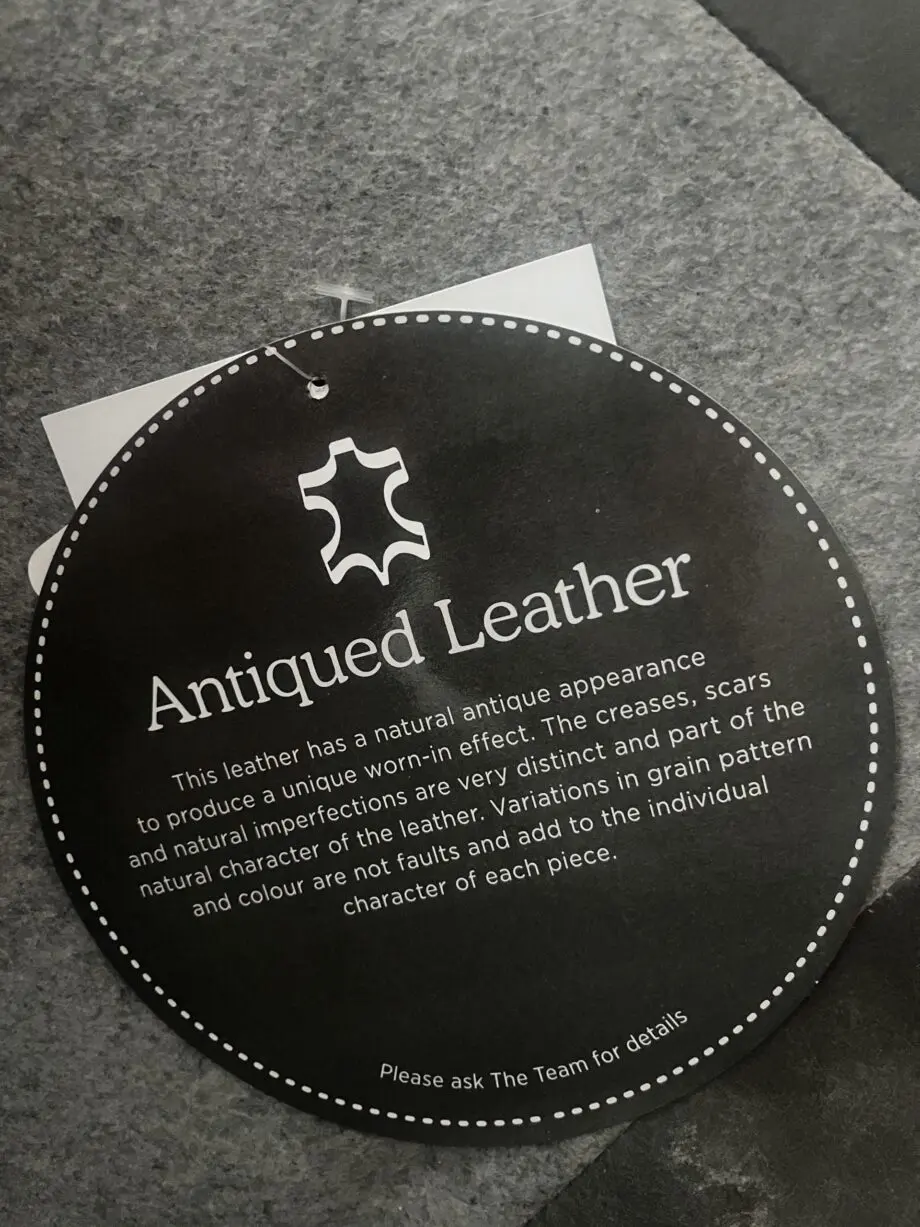 Antiqued Leather
This leather has a natural antique appearance
to produce a unique worn-in effect. The creases, scars
and natural imperfections are very distinct and part of the
natural character of the leather. Variations in grain pattern
and colour are not faults and add to the individual
character of each piece.
Please ask The Team for details